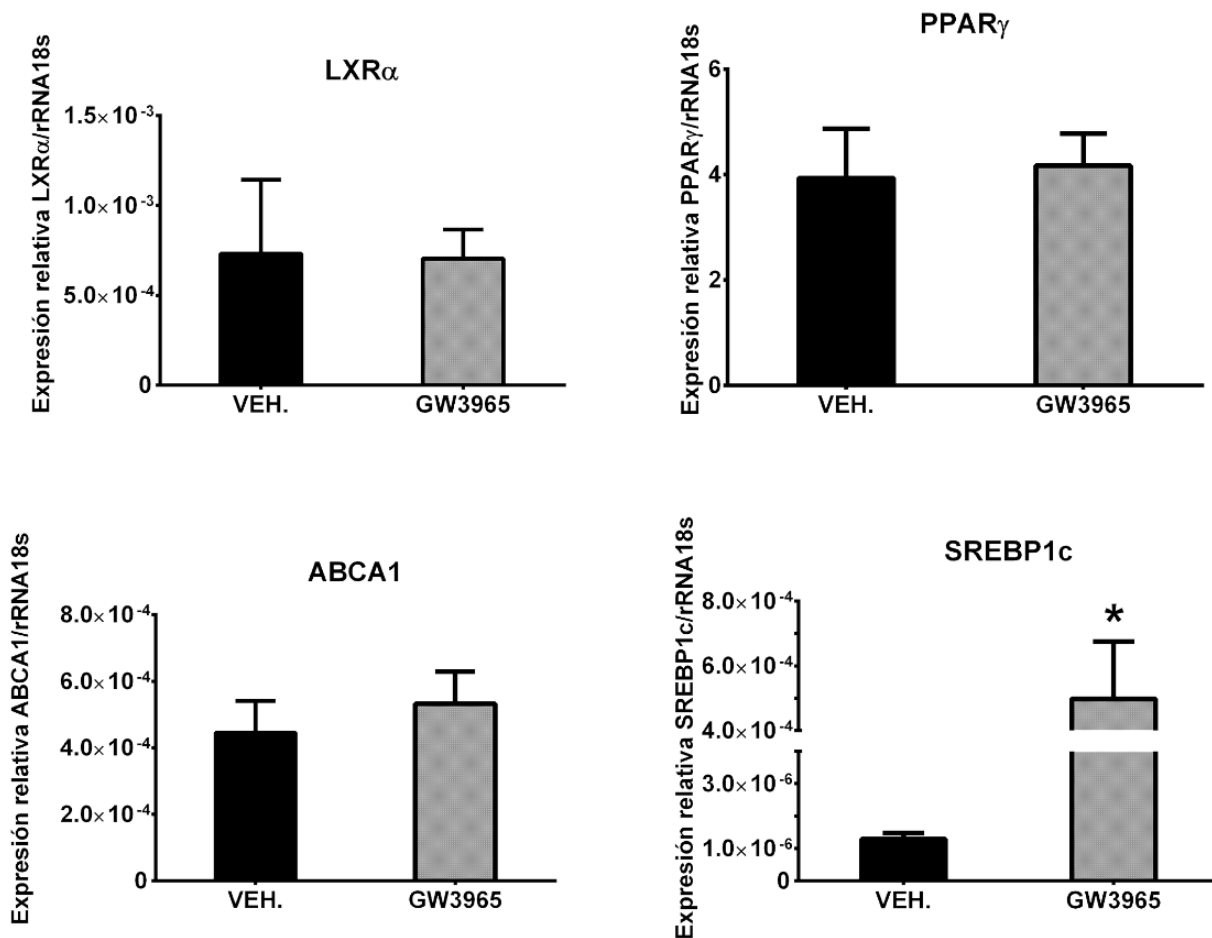 LXRα
Expresión relativa LXRα/rRNA18s
1.5×10⁻³
1.0×10⁻³
5.0×10⁻⁴
0
VEH. GW3965
PPARγ
Expresión relativa PPARγ/rRNA18s
6
4
2
0
VEH. GW3965
ABCA1
Expresión relativa ABCA1/rRNA18s
8.0×10⁻⁴
6.0×10⁻⁴
4.0×10⁻⁴
2.0×10⁻⁴
0
VEH. GW3965
SREBP1c
Expresión relativa SREBP1c/rRNA18s
8.0×10⁻⁴
6.0×10⁻⁴
4.0×10⁻⁴
3.0×10⁻⁶
1.0×10⁻⁶
0
*
VEH. GW3965